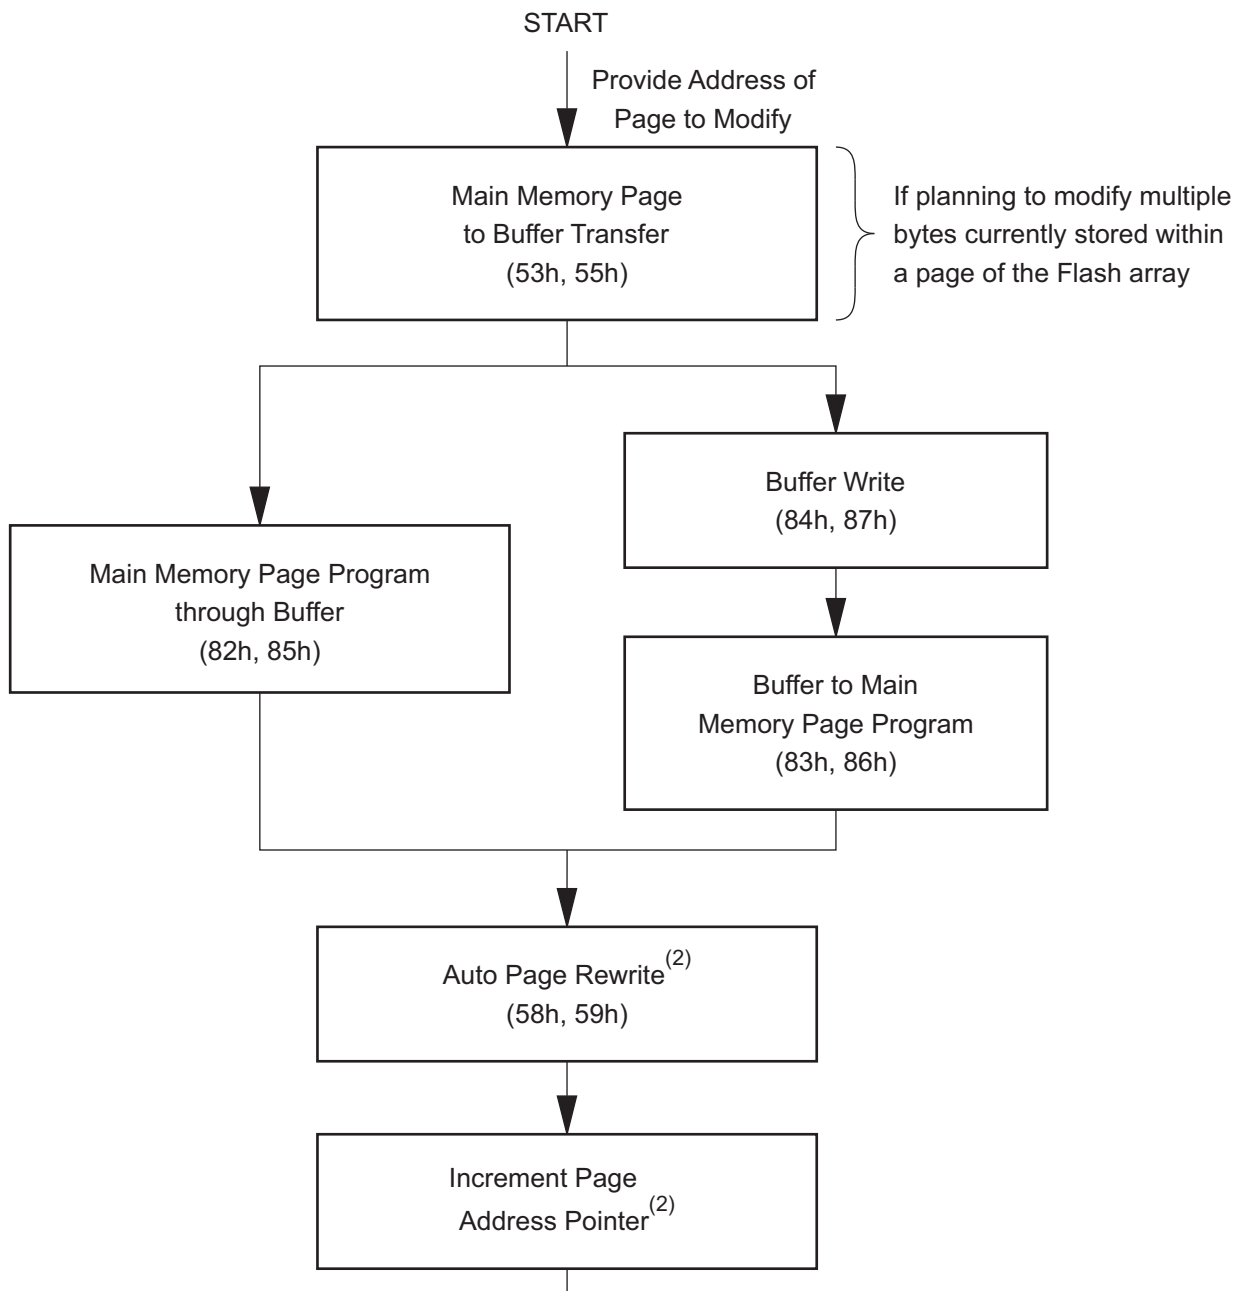 START
Provide Address of
Page to Modify
Main Memory Page
to Buffer Transfer
(53h, 55h)
If planning to modify multiple
bytes currently stored within
a page of the Flash array
Buffer Write
(84h, 87h)
Main Memory Page Program
through Buffer
(82h, 85h)
Buffer to Main
Memory Page Program
(83h, 86h)
Auto Page Rewrite(2)
(58h, 59h)
Increment Page
Address Pointer(2)